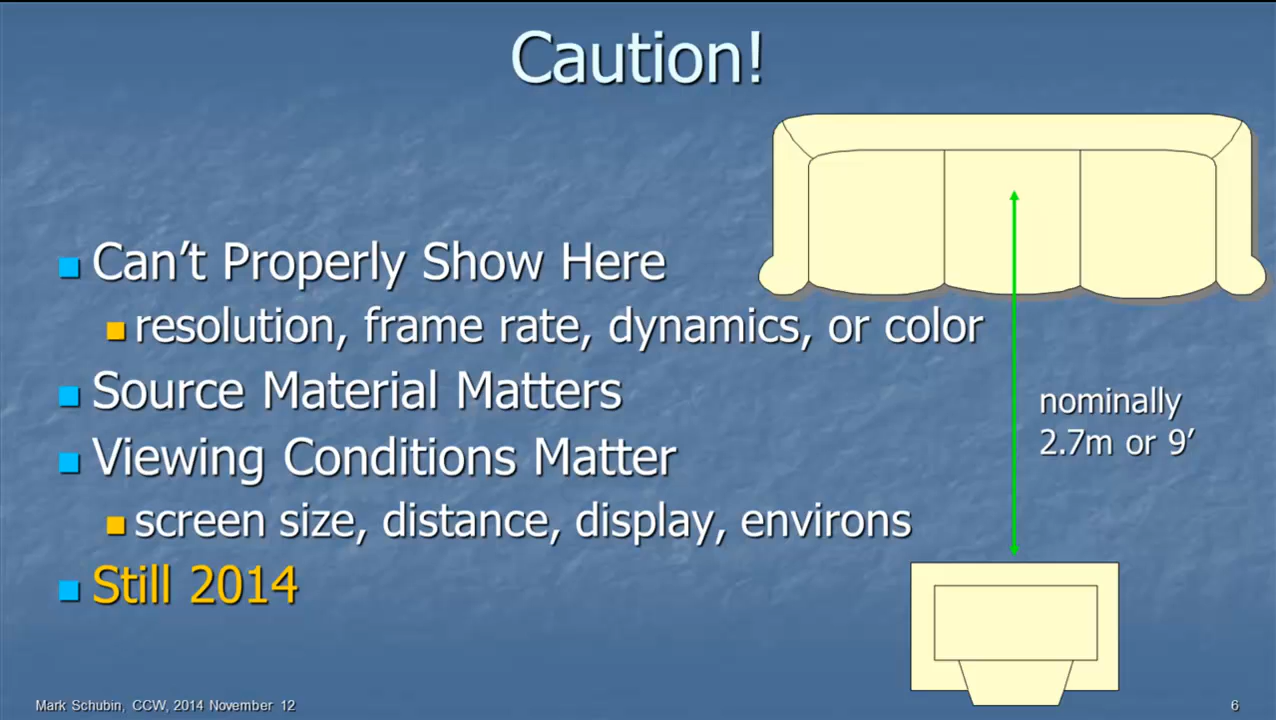 Caution!
Can’t Properly Show Here
resolution, frame rate, dynamics, or color
Source Material Matters
Viewing Conditions Matter
screen size, distance, display, environs
Still 2014
nominally
2.7m or 9’
Mark Schubin, CCW, 2014 November 12
6